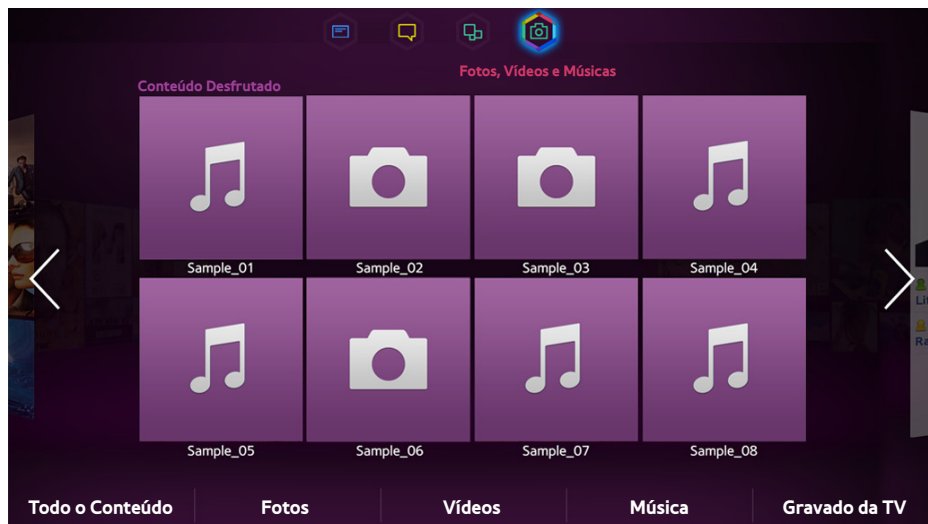 Fotos, Vídeos e Músicas
Conteúdo Desfrutado
Sample_01 Sample_02 Sample_03 Sample_04
Sample_05 Sample_06 Sample_07 Sample_08
Todo o Conteúdo Fotos Vídeos Música Gravado da TV